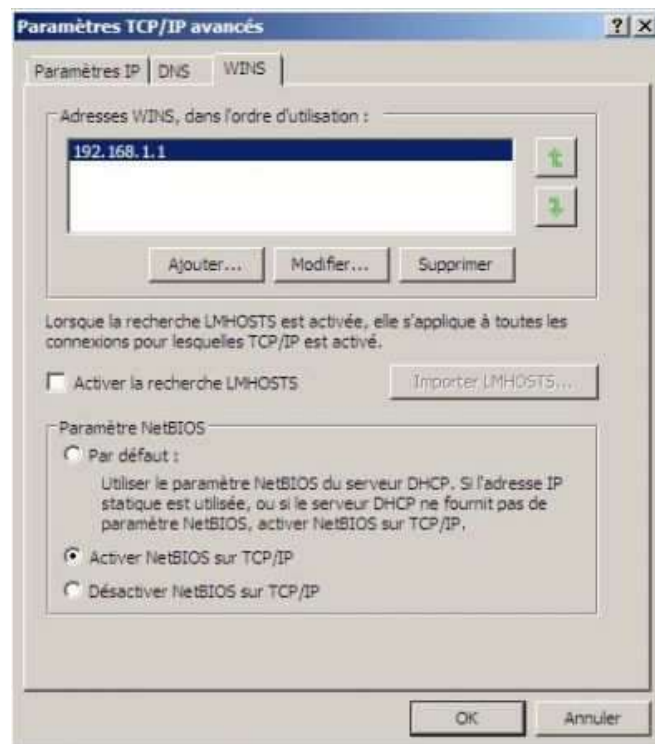 Paramètres TCP/IP avancés
Paramètres IP DNS WINS
Adresses WINS, dans l'ordre d'utilisation :
192.168.1.1
Ajouter... Modifier... Supprimer
Lorsque la recherche LMHOSTS est activée, elle s'applique à toutes les
connexions pour lesquelles TCP/IP est activé.
Activer la recherche LMHOSTS Importer LMHOSTS...
Paramètre NetBIOS
Par défaut :
Utiliser le paramètre NetBIOS du serveur DHCP. Si l'adresse IP
statique est utilisée, ou si le serveur DHCP ne fournit pas de
paramètre NetBIOS, activer NetBIOS sur TCP/IP.
Activer NetBIOS sur TCP/IP
Désactiver NetBIOS sur TCP/IP
OK Annuler